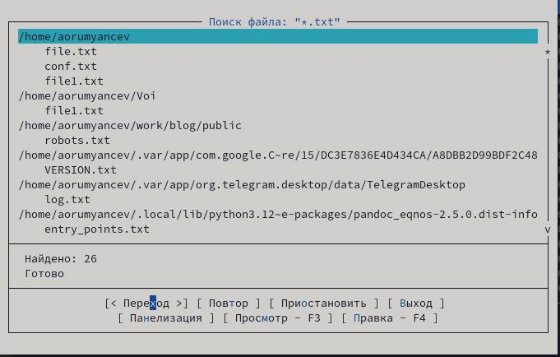 Поиск файла: "*.txt"
/home/aorumyancev
file.txt
conf.txt
file1.txt
/home/aorumyancev/Voi
file1.txt
/home/aorumyancev/work/blog/public
robots.txt
/home/aorumyancev/.var/app/com.google.C~re/15/DC3E7836E4D434CA/A8DBB2D99BDF2C48
VERSION.txt
/home/aorumyancev/.var/app/org.telegram.desktop/data/TelegramDesktop
log.txt
/home/aorumyancev/.local/lib/python3.12~e-packages/pandoc_eqnos-2.5.0.dist-info
entry_points.txt
Найдено: 26
Готово
[< Переход >] [ Повтор ] [ Приостановить ] [ Выход ]
[ Панелизация ] [ Просмотр - F3 ] [ Правка - F4 ]